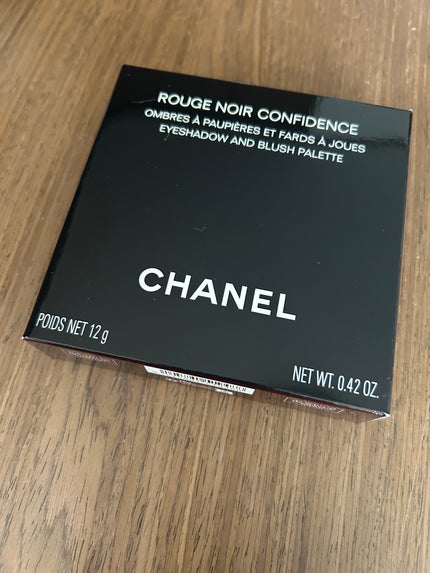 ROUGE NOIR CONFIDENCE
OMBRES À PAUPIÈRES ET FARDS À JOUES
EYESHADOW AND BLUSH PALETTE
CHANEL
POIDS NET 12 g
NET WT. 0.42 OZ.